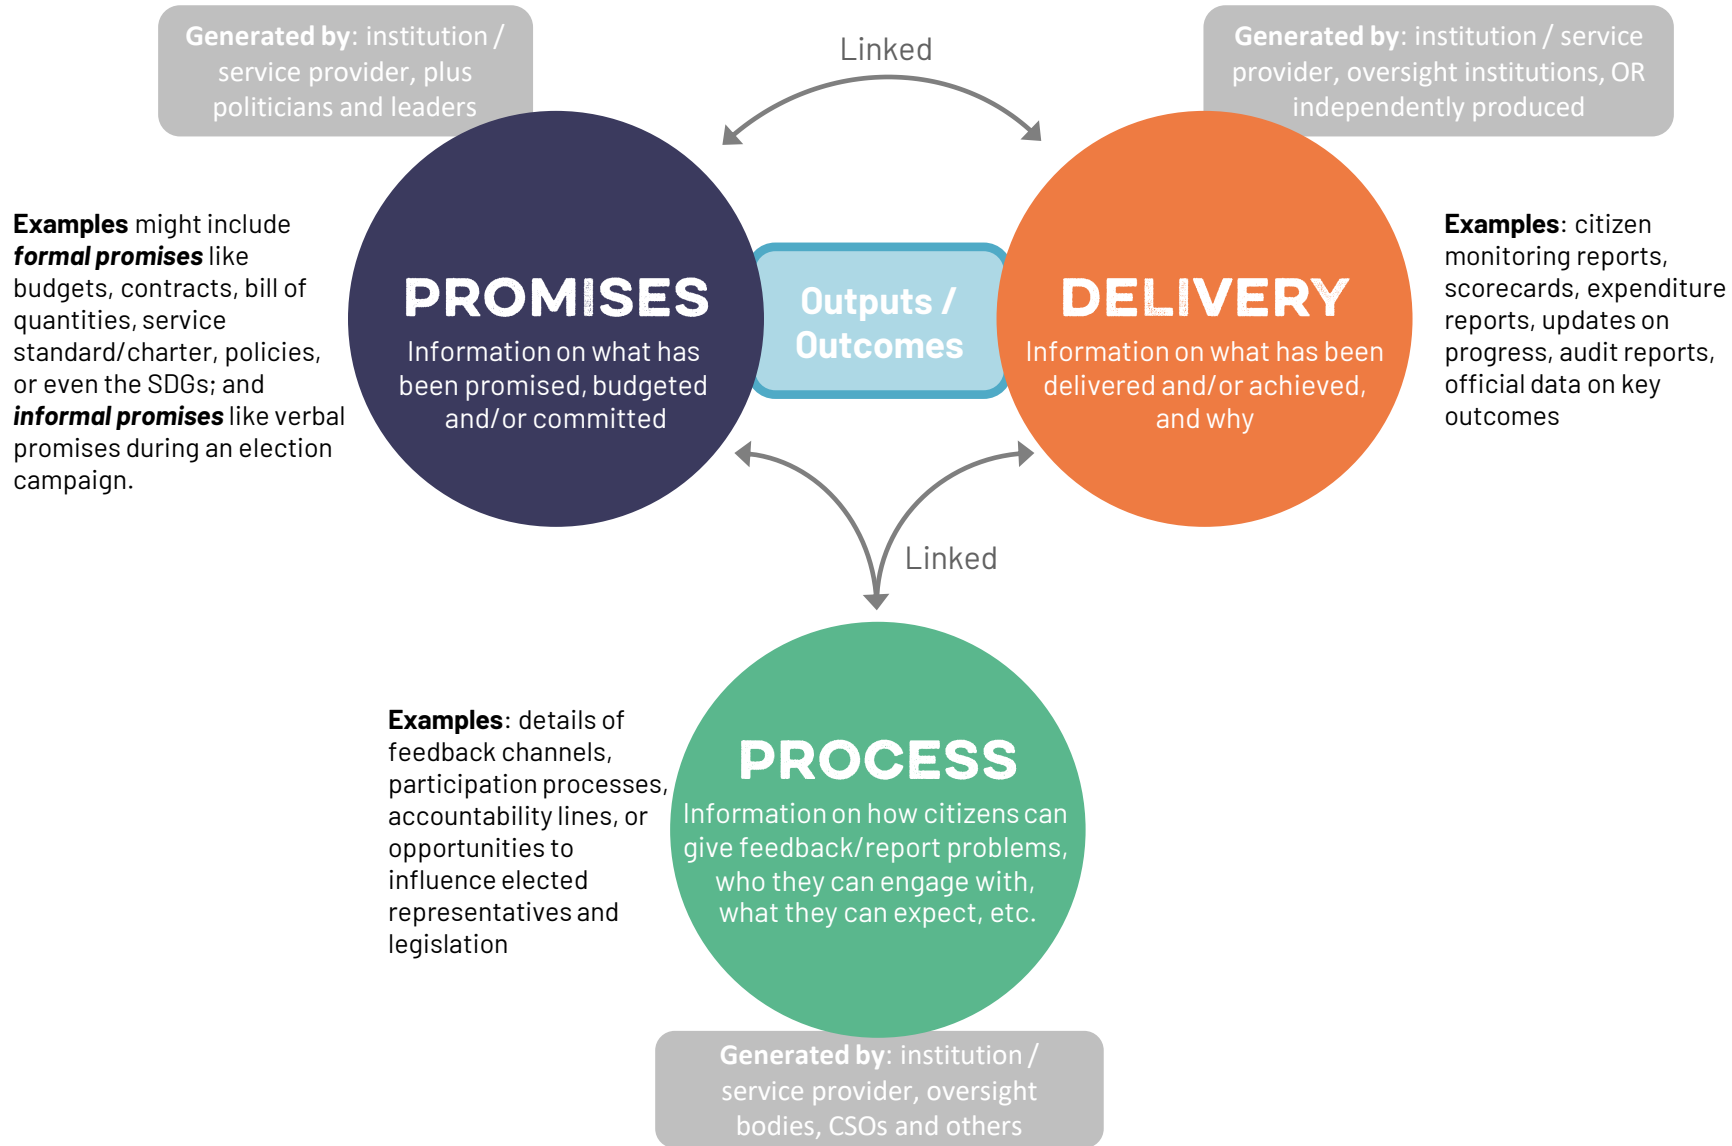 Generated by: institution /
service provider, plus
politicians and leaders
Linked
Generated by: institution / service
provider, oversight institutions, OR
independently produced
Examples might include
formal promises like
budgets, contracts, bill of
quantities, service
standard/charter, policies,
or even the SDGs; and
informal promises like verbal
promises during an election
campaign.
PROMISES
Information on what has
been promised, budgeted
and/or committed
Outputs /
Outcomes
DELIVERY
Information on what has been
delivered and/or achieved,
and why
Examples: citizen
monitoring reports,
scorecards, expenditure
reports, updates on
progress, audit reports,
official data on key
outcomes
Linked
Examples: details of
feedback channels,
participation processes,
accountability lines, or
opportunities to
influence elected
representatives and
legislation
PROCESS
Information on how citizens can
give feedback/report problems,
who they can engage with,
what they can expect, etc.
Generated by: institution /
service provider, oversight
bodies, CSOs and others